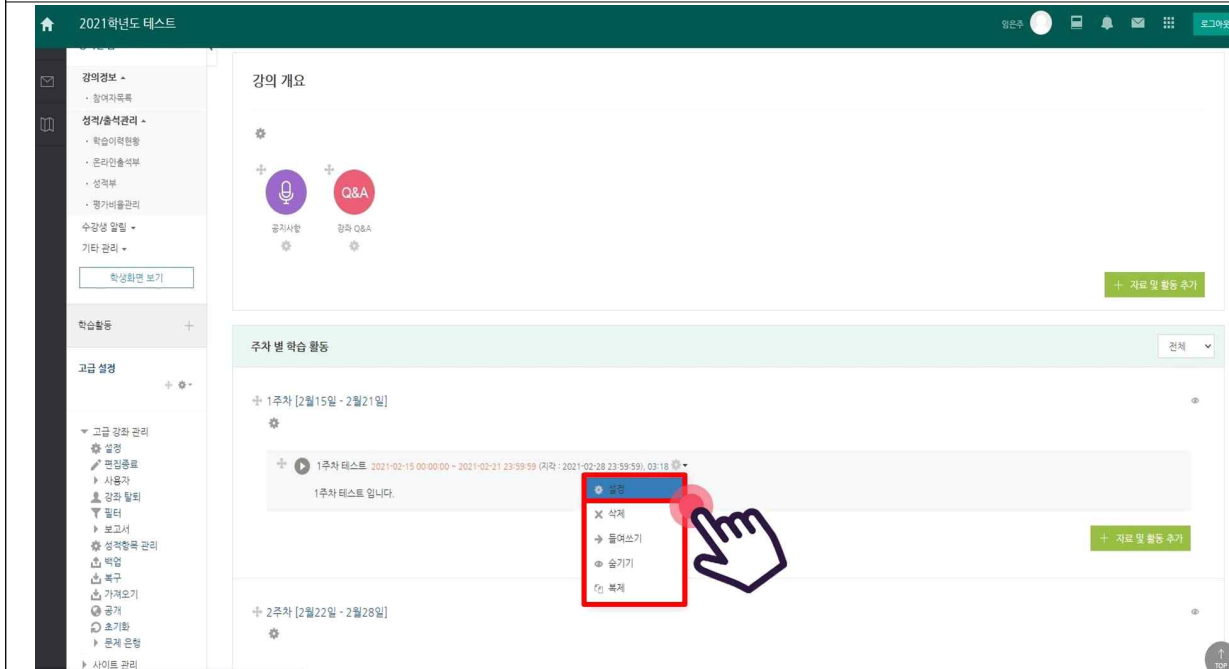 2021학년도 테스트
임은주
로그아웃
강의정보
참여자목록
성적/출석관리
학습이력현황
온라인출석부
성적부
평가비율관리
수강생 알림
기타 관리
학생화면 보기
학습활동
고급 설정
고급 강좌 관리
설정
편집종료
사용자
강좌 탈퇴
필터
보고서
성적항목 관리
백업
복구
가져오기
공개
초기화
문제 은행
사이트 관리
강의 개요
Q&A
공지사항
강좌 Q&A
+ 자료 및 활동 추가
주차 별 학습 활동
전체
1주차 [2월15일 - 2월21일]
1주차 테스트 2021-02-15 00:00:00 ~ 2021-02-21 23:59:59 (지각 : 2021-02-28 23:59:59), 03:18
1주차 테스트 입니다.
설정
삭제
들여쓰기
숨기기
복제
+ 자료 및 활동 추가
2주차 [2월22일 - 2월28일]
TOP